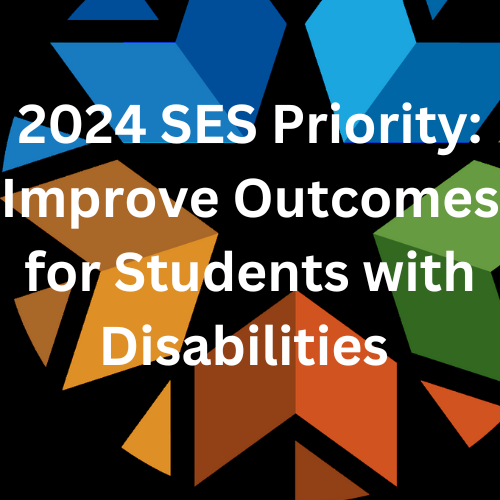 2024 SES Priority:
Improve Outcomes
for Students with
Disabilities